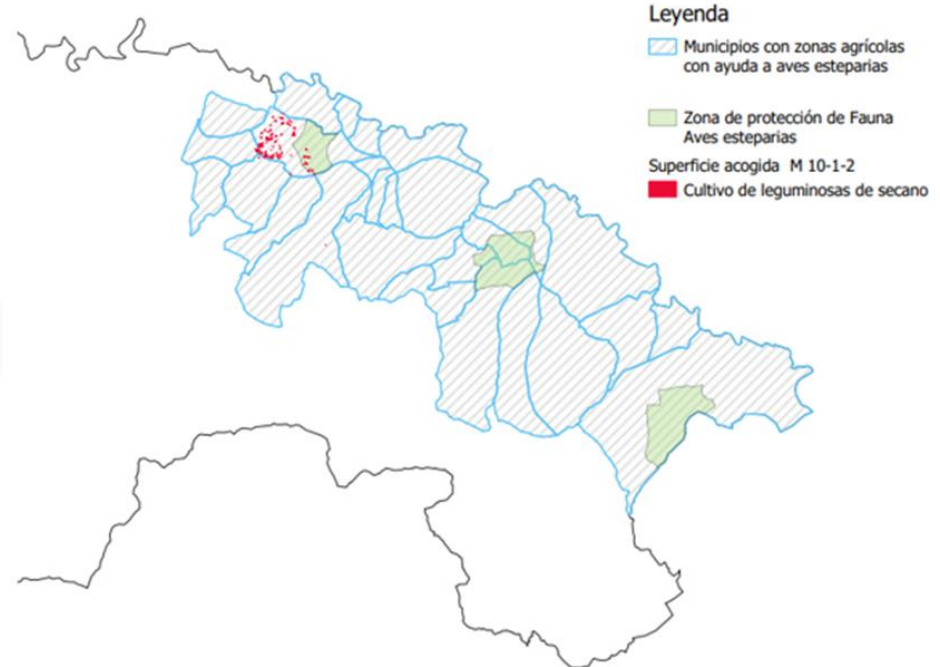 Leyenda
Municipios con zonas agrícolas
con ayuda a aves esteparias
Zona de protección de Fauna
Aves esteparias
Superficie acogida M 10-1-2
Cultivo de leguminosas de secano